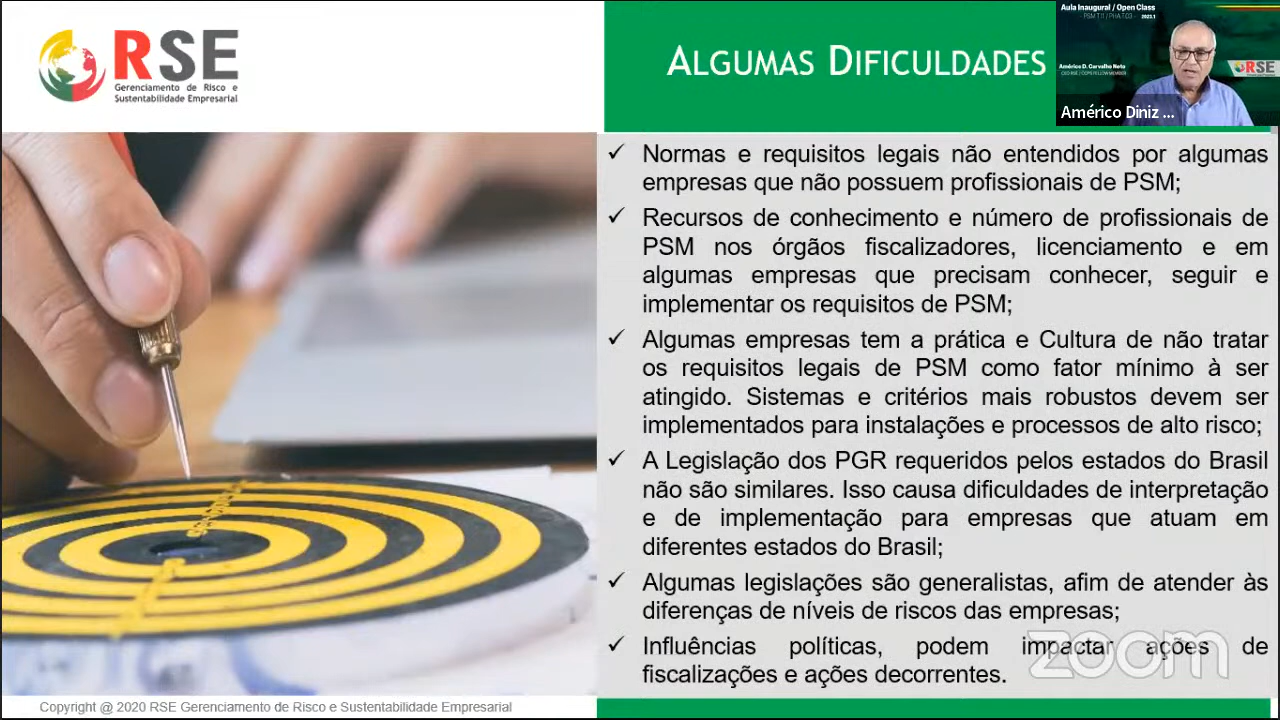 RSE
Gerenciamento de Risco e
Sustentabilidade Empresarial
ALGUMAS DIFICULDADES
Aula Inaugural / Open Class
Américo D. Carvalho Neto
RSE
Américo Diniz ...
✓ Normas e requisitos legais não entendidos por algumas
empresas que não possuem profissionais de PSM;
✓ Recursos de conhecimento e número de profissionais de
PSM nos órgãos fiscalizadores, licenciamento e em
algumas empresas que precisam conhecer, seguir e
implementar os requisitos de PSM;
✓ Algumas empresas tem a prática e Cultura de não tratar
os requisitos legais de PSM como fator mínimo à ser
atingido. Sistemas e critérios mais robustos devem ser
implementados para instalações e processos de alto risco;
✓ A Legislação dos PGR requeridos pelos estados do Brasil
não são similares. Isso causa dificuldades de interpretação
e de implementação para empresas que atuam em
diferentes estados do Brasil;
✓ Algumas legislações são generalistas, afim de atender às
diferenças de níveis de riscos das empresas;
✓ Influências políticas, podem impactar ações de
fiscalizações e ações decorrentes.
zoom
Copyright @ 2020 RSE Gerenciamento de Risco e Sustentabilidade Empresarial